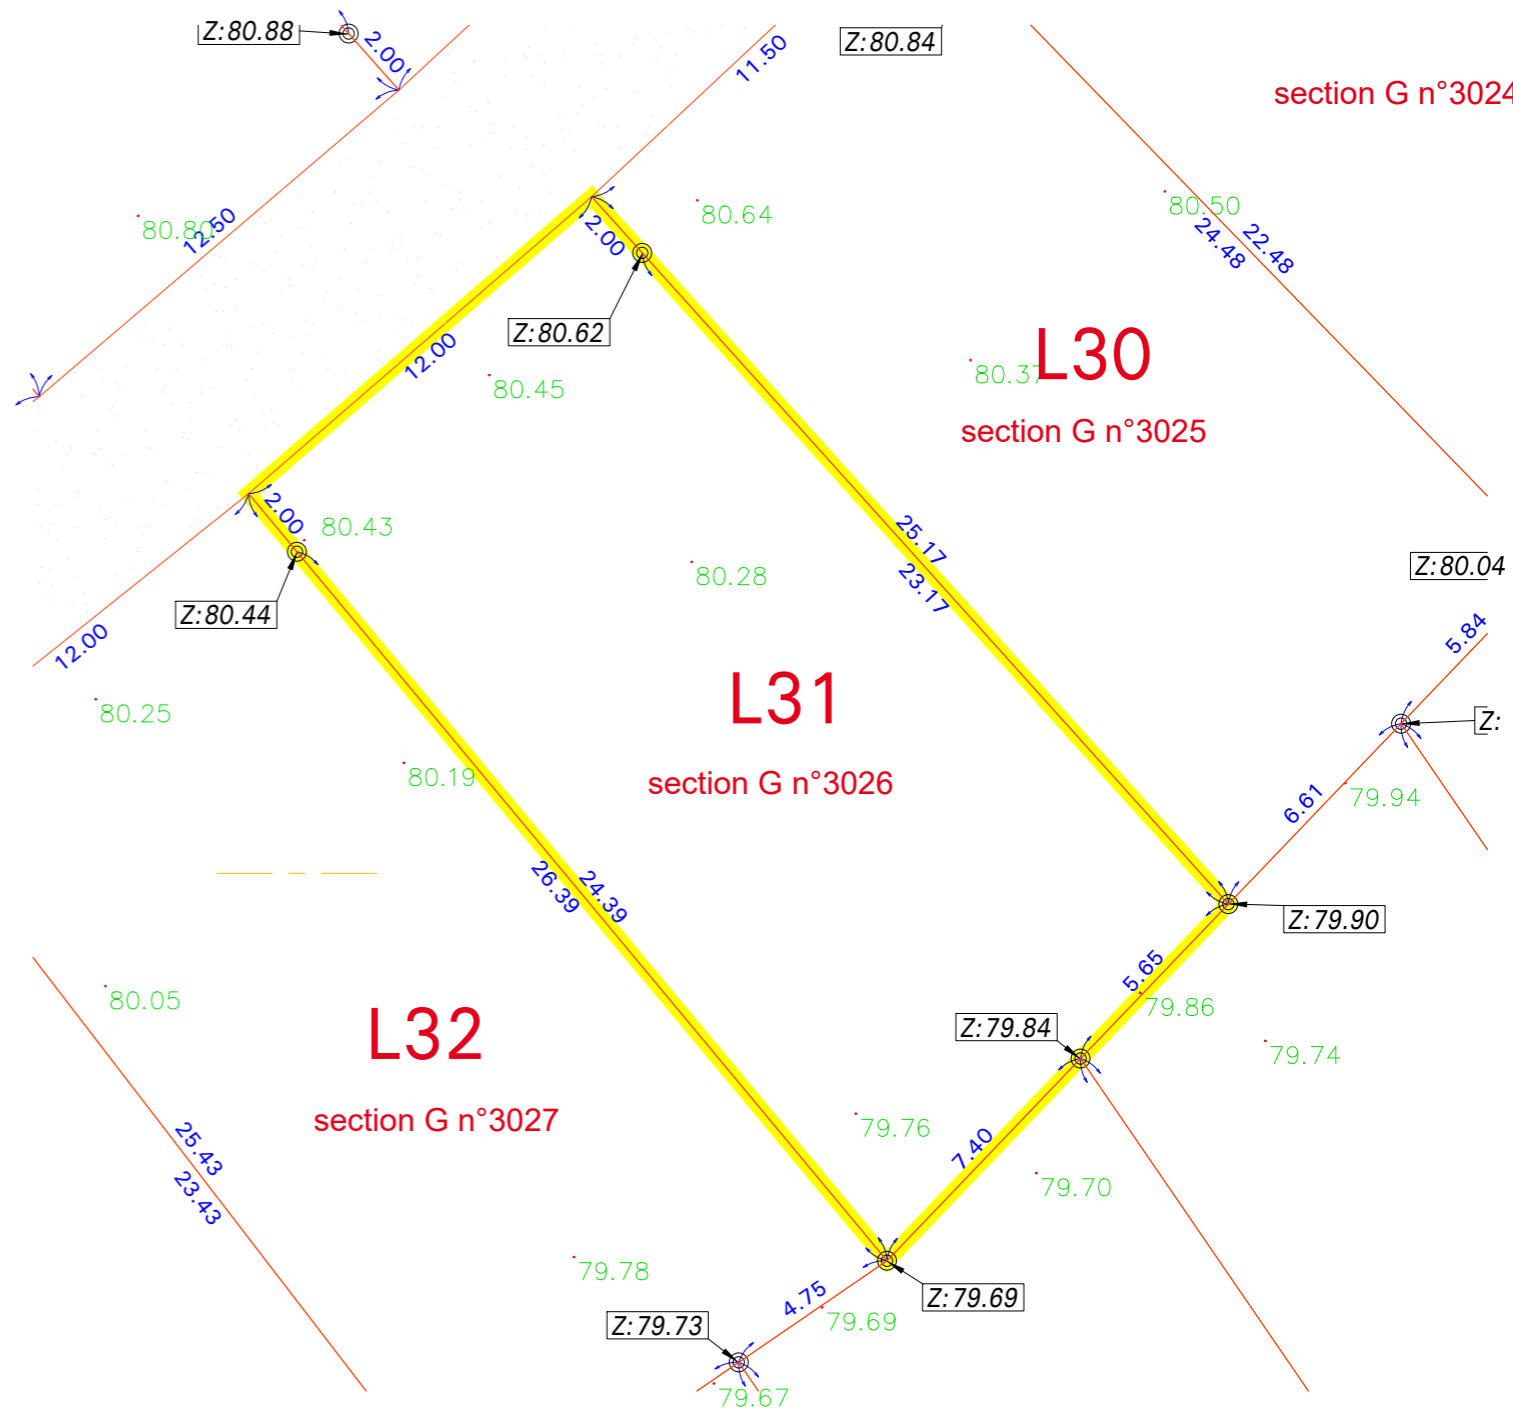 Z:80.88
2.00
11.50
Z:80.84
section G n°3024
80.80
12.50
2.00
80.64
80.50
24.48
22.48
Z:80.62
12.00
80.45
80.37
L30
section G n°3025
2.00
80.43
Z:80.44
25.17
23.17
80.28
Z:80.04
12.00
80.25
5.84
L31
section G n°3026
Z:
80.19
6.61
79.94
26.39
24.39
Z:79.90
80.05
L32
section G n°3027
5.65
79.86
Z:79.84
79.74
25.43
23.43
79.76
7.40
79.70
79.78
4.75
Z:79.69
Z:79.73
79.69
79.67